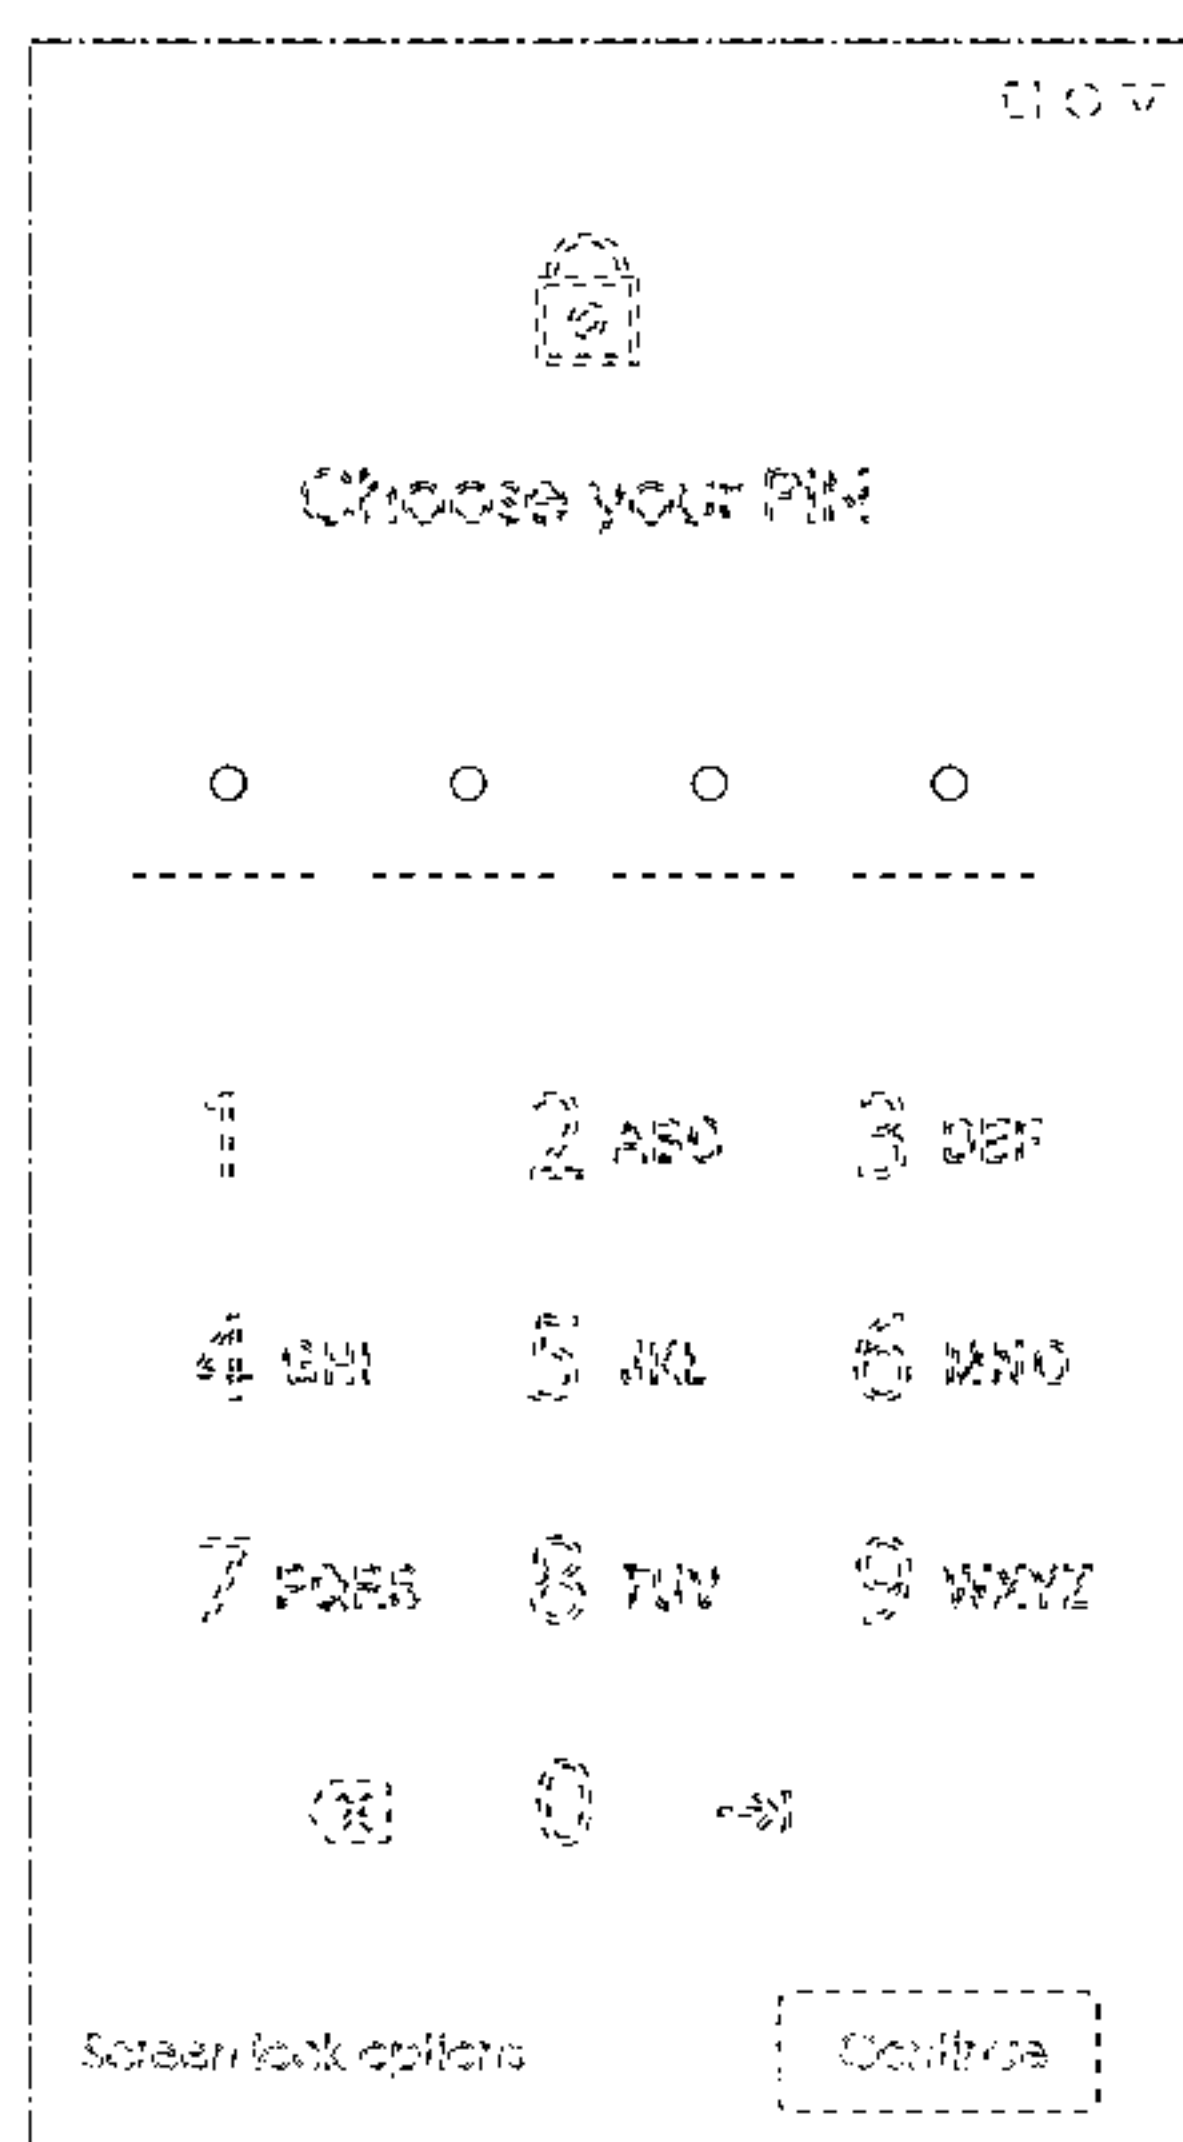 Choose your PIN
1 2 ABC 3 DEF
4 GHI 5 JKL 6 MNO
7 PQRS 8 TUV 9 WXYZ
0
Screen lock options